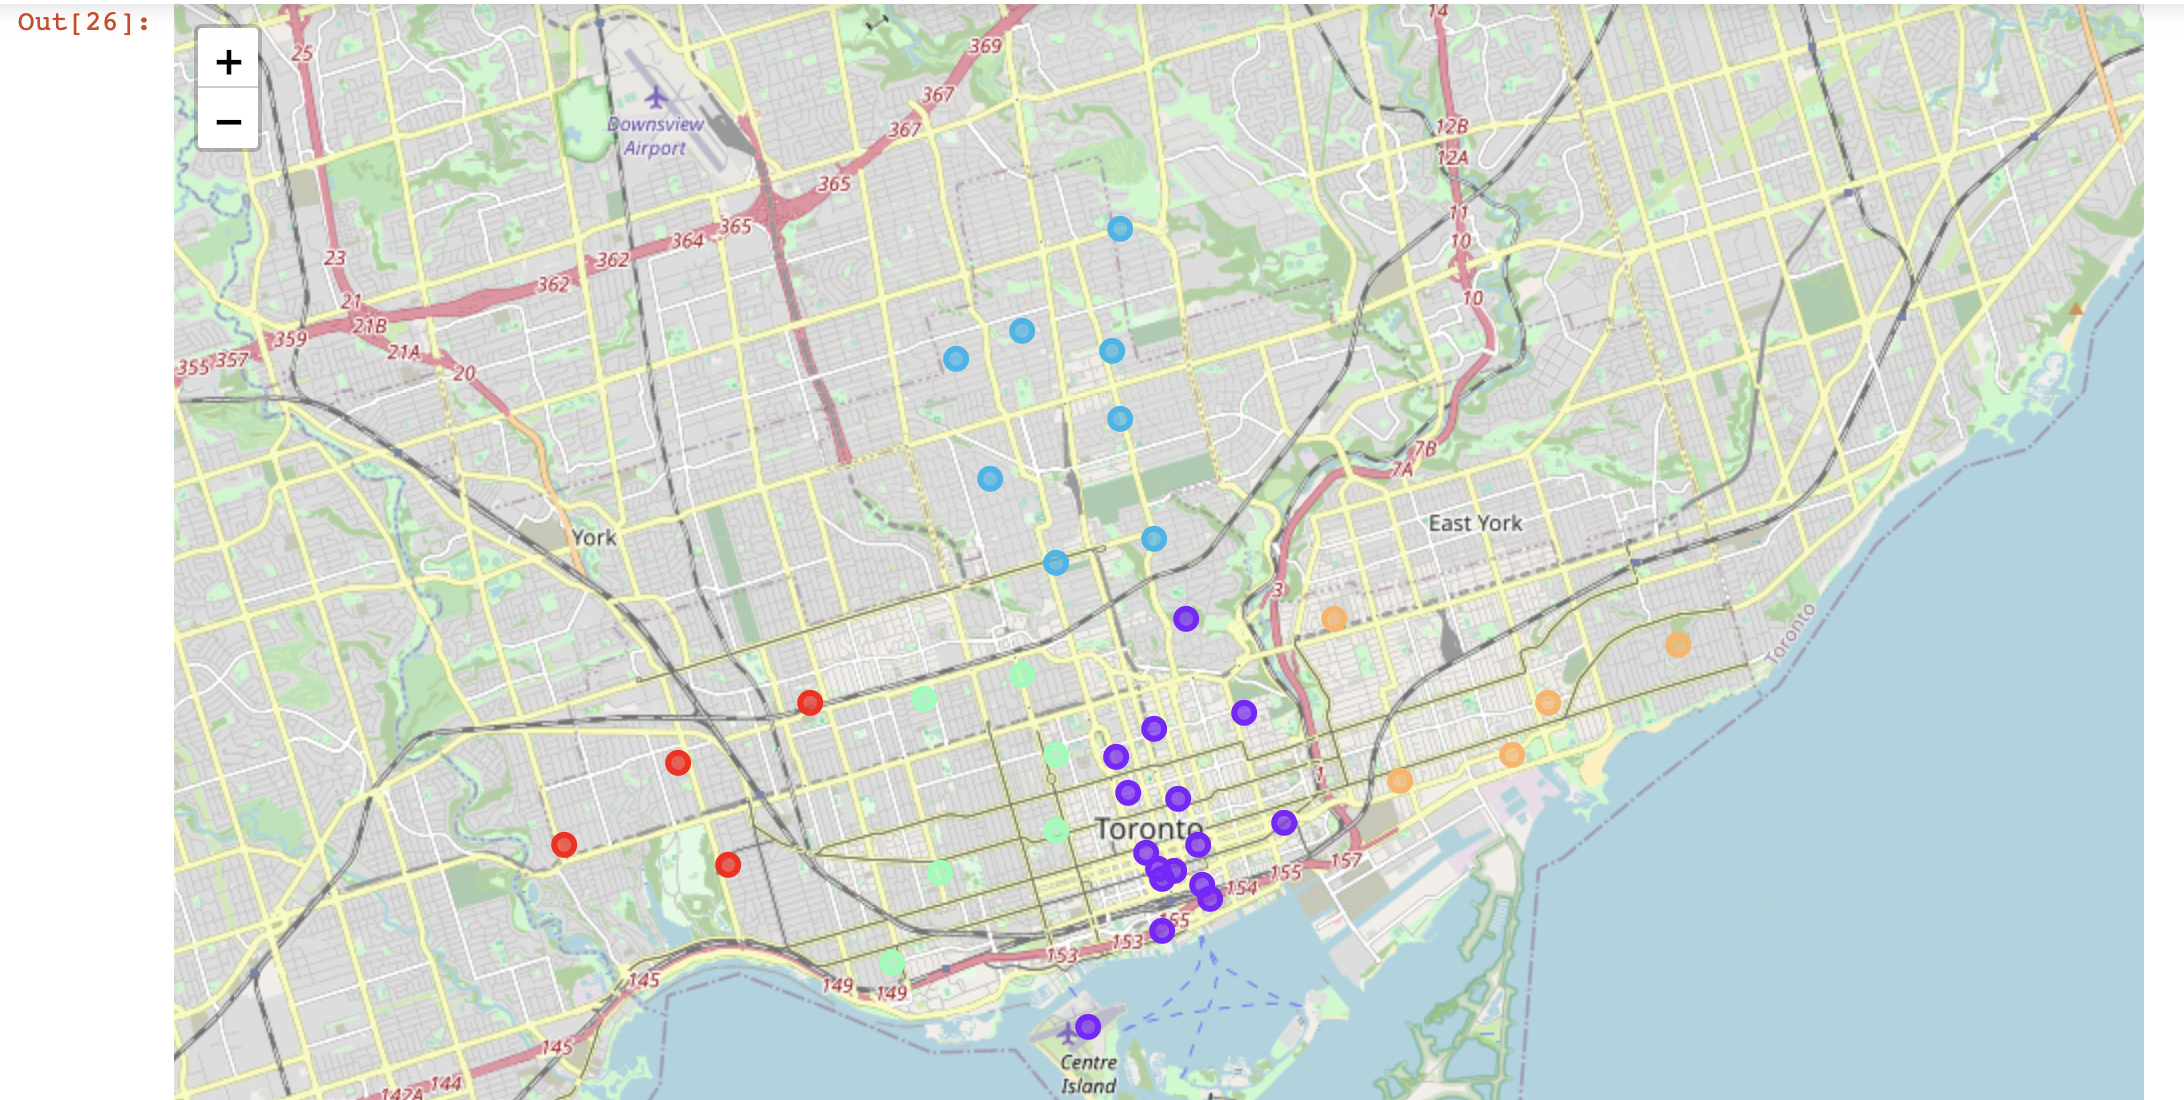 Out[26]:
+
−
25
14
369
367
Downsview
Airport
367
12B
12A
365
365
364
11
10
23
362
362
21
10
21B
359
21A
357
355
20
7B
7A
East York
York
3
Toronto
1
Toronto
157
155
154
155
153
153
145
149
149
145
Centre
Island
144
142A